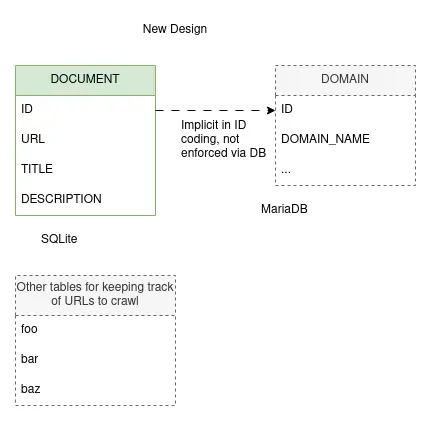 New Design
DOCUMENT
ID
URL
TITLE
DESCRIPTION
SQLite
Implicit in ID
coding, not
enforced via DB
DOMAIN
ID
DOMAIN_NAME
...
MariaDB
Other tables for keeping track
of URLs to crawl
foo
bar
baz